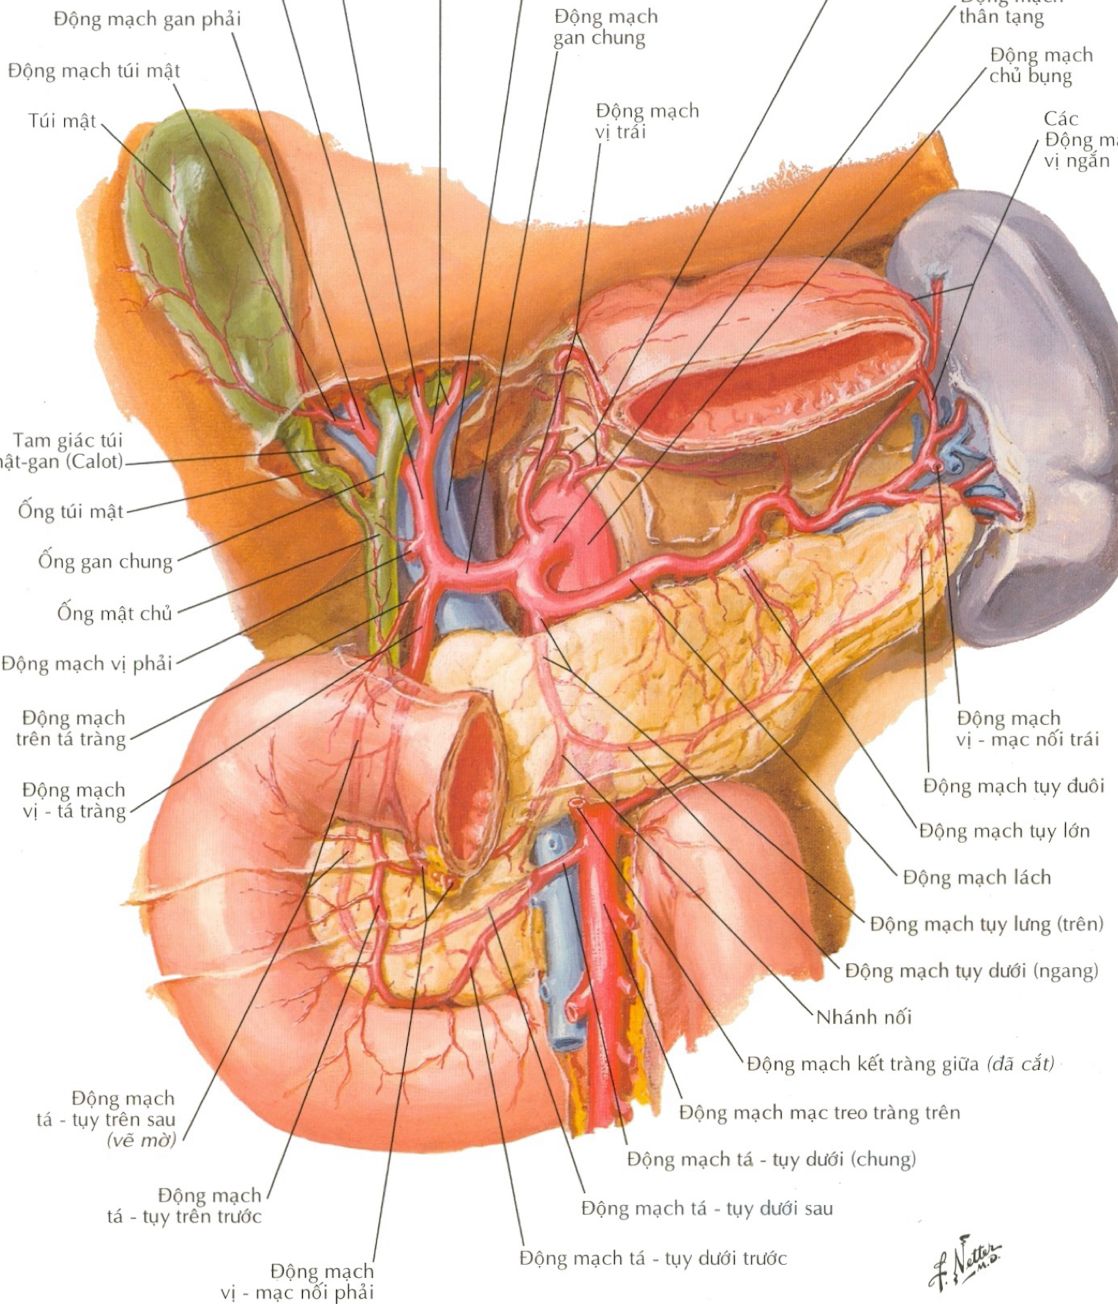 Động mạch gan phải
Động mạch túi mật
Túi mật
Động mạch
gan chung
Động mạch
vị trái
Động mạch
thân tạng
Động mạch
chủ bụng
Các
Động
vị ngắn
Tam giác túi
mật-gan (Calot)
Ống túi mật
Ống gan chung
Ống mật chủ
Động mạch vị phải
Động mạch
trên tá tràng
Động mạch
vị - tá tràng
Động mạch
vị - mạc nối trái
Động mạch tụy đuôi
Động mạch tụy lớn
Động mạch lách
Động mạch tụy lưng (trên)
Động mạch tụy dưới (ngang)
Nhánh nối
Động mạch kết tràng giữa (đã cắt)
Động mạch mạc treo tràng trên
Động mạch tá - tụy dưới (chung)
Động mạch tá - tụy dưới sau
Động mạch tá - tụy dưới trước
Động mạch
tá - tụy trên sau
(vẽ mờ)
Động mạch
tá - tụy trên trước
Động mạch
vị - mạc nối phải
F. Netter
M.D.